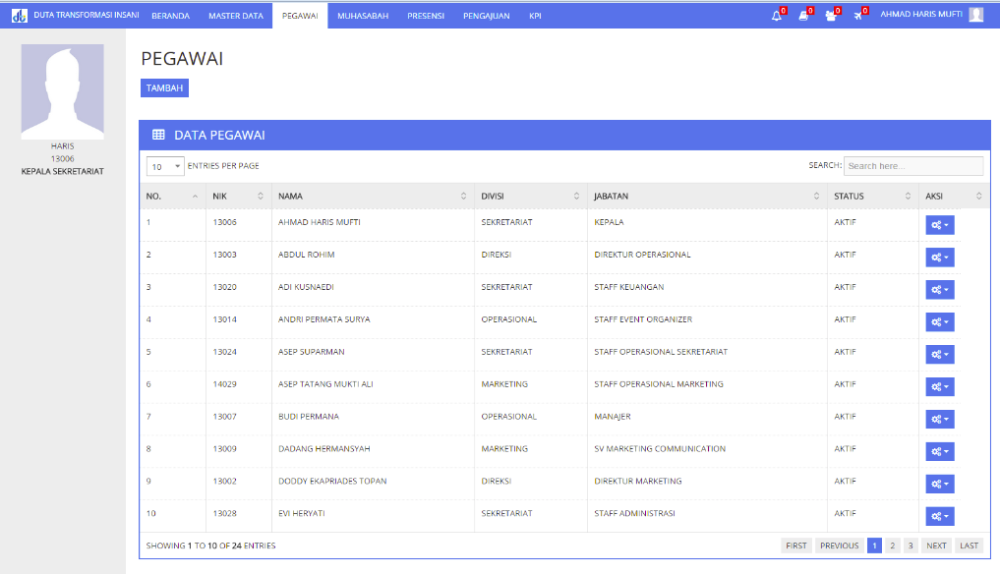 DUTA TRANSFORMASI INSANI BERANDA MASTER DATA PEGAWAI MUHASABAH PRESENSI PENGAJUAN KPI 0 0 0 0 AHMAD HARIS MUFTI
HARIS
13006
KEPALA SEKRETARIAT
PEGAWAI
TAMBAH
DATA PEGAWAI
10 ENTRIES PER PAGE SEARCH: Search here...
NO. NIK NAMA DIVISI JABATAN STATUS AKSI
1 13006 AHMAD HARIS MUFTI SEKRETARIAT KEPALA AKTIF
2 13003 ABDUL ROHIM DIREKSI DIREKTUR OPERASIONAL AKTIF
3 13020 ADI KUSNAEDI SEKRETARIAT STAFF KEUANGAN AKTIF
4 13014 ANDRI PERMATA SURYA OPERASIONAL STAFF EVENT ORGANIZER AKTIF
5 13024 ASEP SUPARMAN SEKRETARIAT STAFF OPERASIONAL SEKRETARIAT AKTIF
6 14029 ASEP TATANG MUKTI ALI MARKETING STAFF OPERASIONAL MARKETING AKTIF
7 13007 BUDI PERMANA OPERASIONAL MANAJER AKTIF
8 13009 DADANG HERMANSYAH MARKETING SV MARKETING COMMUNICATION AKTIF
9 13002 DODDY EKAPRIADES TOPAN DIREKSI DIREKTUR MARKETING AKTIF
10 13028 EVI HERYATI SEKRETARIAT STAFF ADMINISTRASI AKTIF
SHOWING 1 TO 10 OF 24 ENTRIES FIRST PREVIOUS 1 2 3 NEXT LAST